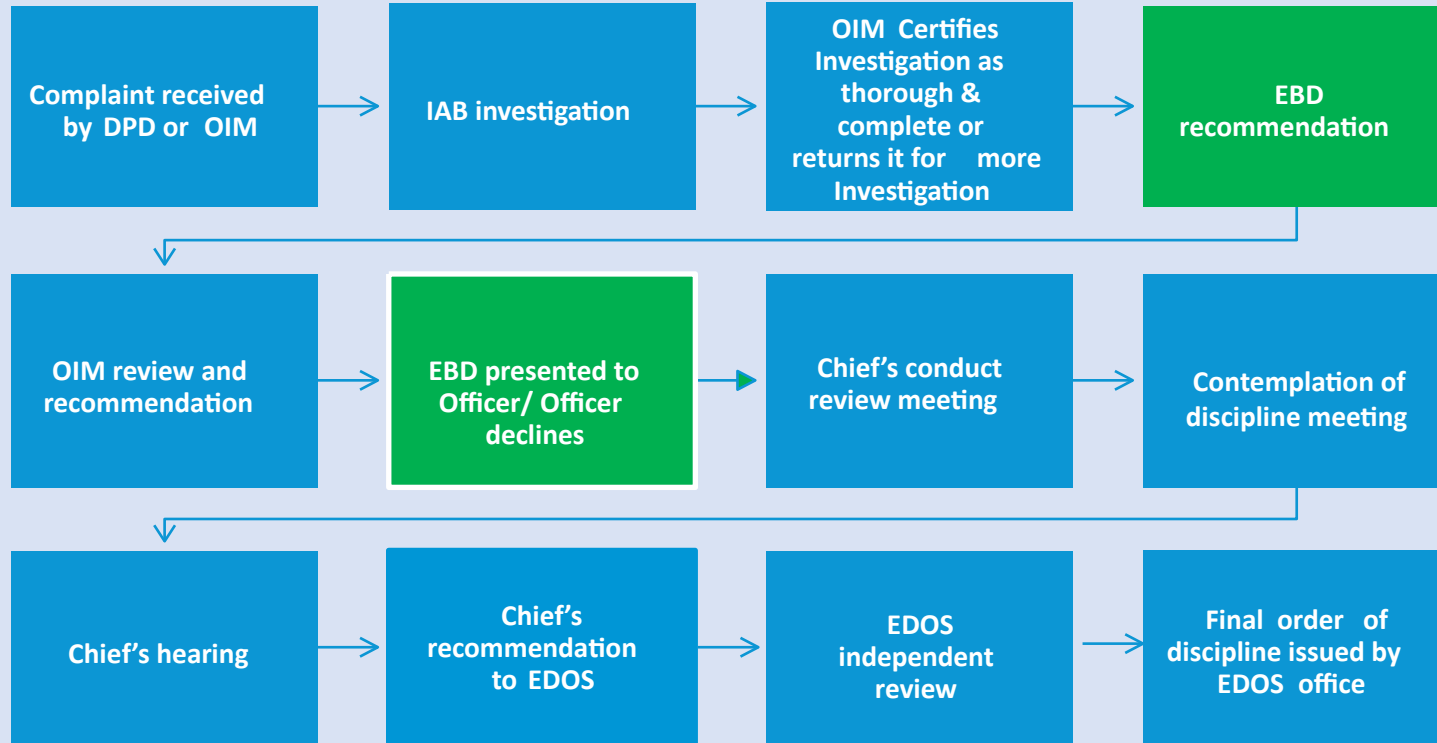 Complaint received
by DPD or OIM
IAB investigation
OIM Certifies
Investigation as
thorough &
complete or
returns it for more
Investigation
EBD
recommendation
OIM review and
recommendation
EBD presented to
Officer/ Officer
declines
Chief's conduct
review meeting
Contemplation of
discipline meeting
Chief's hearing
Chief's
recommendation
to EDOS
EDOS
independent
review
Final order of
discipline issued by
EDOS office